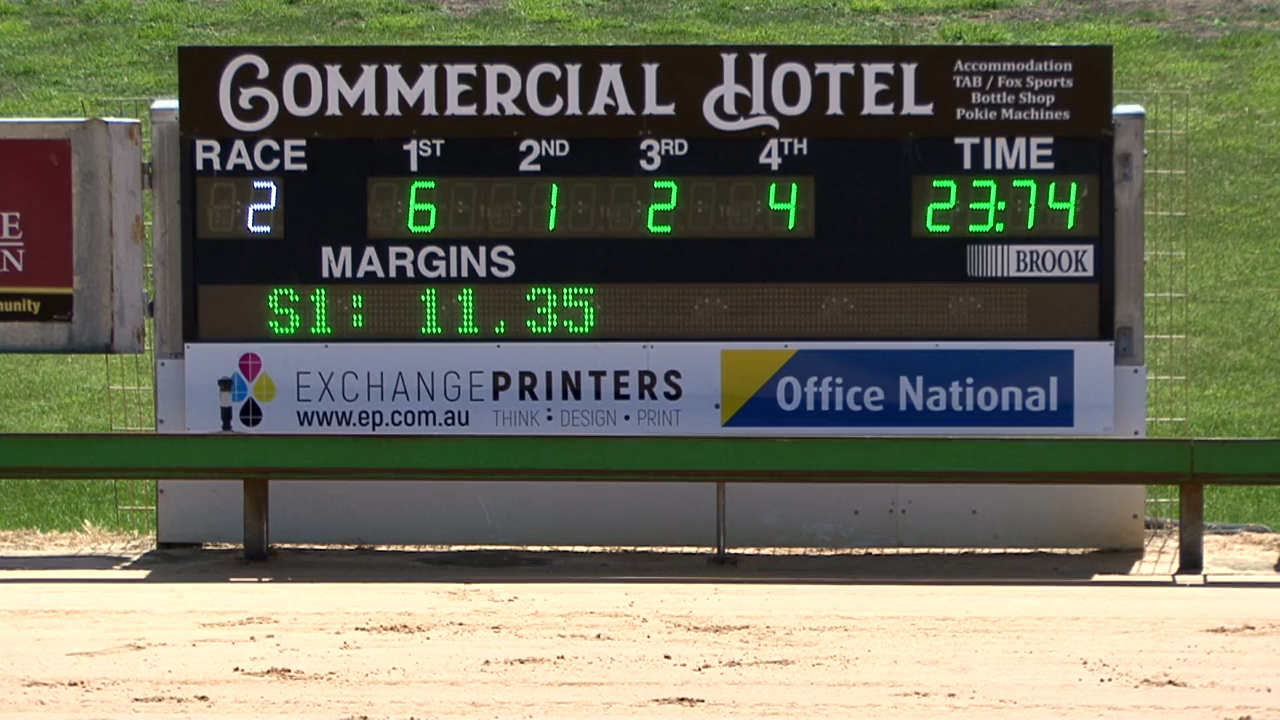 COMMERCIAL HOTEL
Accommodation
TAB / Fox Sports
Bottle Shop
Pokie Machines
RACE 1ST 2ND 3RD 4TH TIME
2 6 1 2 4 23:74
MARGINS
BROOK
S1: 11.35
EXCHANGEPRINTERS
www.ep.com.au THINK : DESIGN • PRINT
Office National
E
N
munity